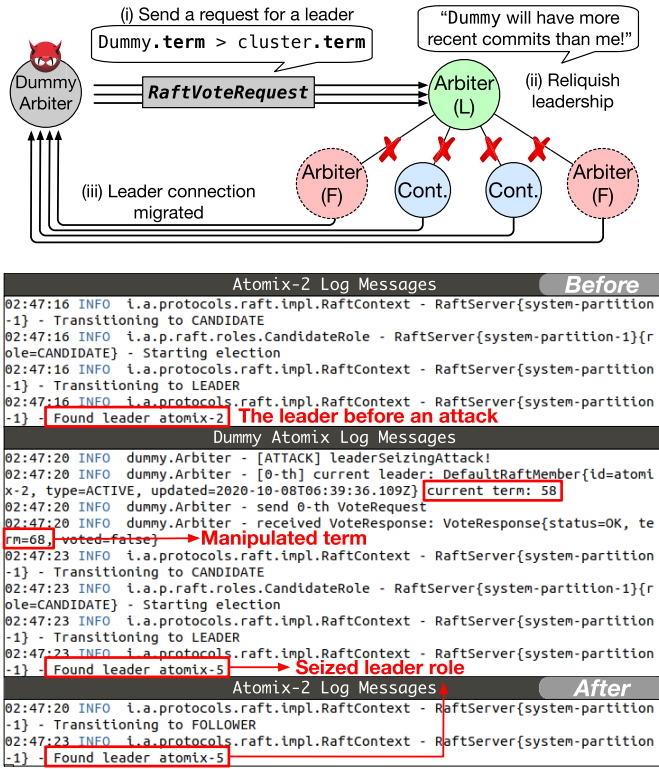 (i) Send a request for a leader
Dummy.term > cluster.term
"Dummy will have more
recent commits than me!"
Dummy
Arbiter
RaftVoteRequest
Arbiter
(L)
(ii) Reliquish
leadership
Arbiter
(F)
Cont.
Cont.
Arbiter
(F)
(iii) Leader connection
migrated
Atomix-2 Log Messages
Before
02:47:16 INFO i.a.protocols.raft.impl.RaftContext - RaftServer{system-partition
-1} - Transitioning to CANDIDATE
02:47:16 INFO i.a.p.raft.roles.CandidateRole - RaftServer{system-partition-1}{r
ole=CANDIDATE} - Starting election
02:47:16 INFO i.a.protocols.raft.impl.RaftContext - RaftServer{system-partition
-1} - Transitioning to LEADER
02:47:16 INFO i.a.protocols.raft.impl.RaftContext - RaftServer{system-partition
-1} - Found leader atomix-2 The leader before an attack
Dummy Atomix Log Messages
02:47:20 INFO dummy.Arbiter - [ATTACK] leaderSeizingAttack!
02:47:20 INFO dummy.Arbiter - [0-th] current leader: DefaultRaftMember{id=atomi
x-2, type=ACTIVE, updated=2020-10-08T06:39:36.109Z} current term: 58
02:47:20 INFO dummy.Arbiter - send 0-th VoteRequest
02:47:20 INFO dummy.Arbiter - received VoteResponse: VoteResponse{status=OK, te
rm=68, voted=false} Manipulated term
02:47:23 INFO i.a.protocols.raft.impl.RaftContext - RaftServer{system-partition
-1} - Transitioning to CANDIDATE
02:47:23 INFO i.a.p.raft.roles.CandidateRole - RaftServer{system-partition-1}{r
ole=CANDIDATE} - Starting election
02:47:23 INFO i.a.protocols.raft.impl.RaftContext - RaftServer{system-partition
-1} - Transitioning to LEADER
02:47:23 INFO i.a.protocols.raft.impl.RaftContext - RaftServer{system-partition
-1} - Found leader atomix-5 Seized leader role
Atomix-2 Log Messages
After
02:47:20 INFO i.a.protocols.raft.impl.RaftContext - RaftServer{system-partition
-1} - Transitioning to FOLLOWER
02:47:23 INFO i.a.protocols.raft.impl.RaftContext - RaftServer{system-partition
-1} - Found leader atomix-5